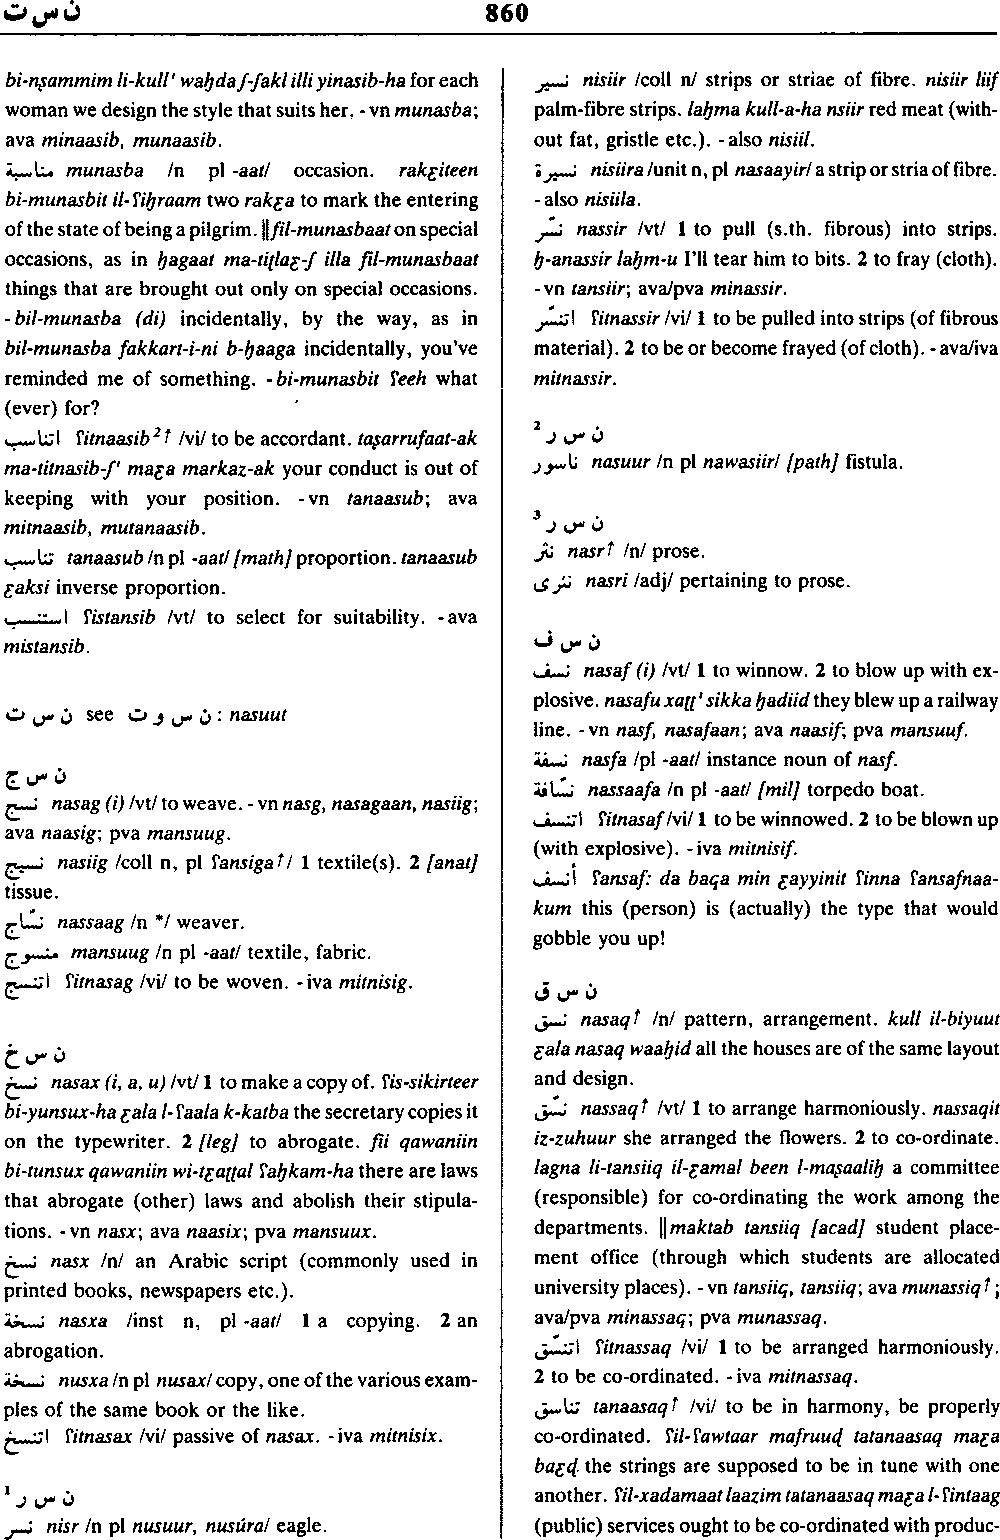 ن س ت
860
bi-nṣammim li-kull' waḥda ʃ-ʃakl illi yinasib-ha for each
woman we design the style that suits her. - vn munasba;
ava minaasib, munaasib.
مناسبة munasba /n pl -aat/ occasion. rakƹiteen
bi-munasbit il-ʕiḥraam two rakƹa to mark the entering
of the state of being a pilgrim. ‖fil-munasbaat on special
occasions, as in ḥagaat ma-tiṭlaƹ-ʃ illa fil-munasbaat
things that are brought out only on special occasions.
- bil-munasba (di) incidentally, by the way, as in
bil-munasba fakkart-i-ni b-ḥaaga incidentally, you've
reminded me of something. - bi-munasbit ʕeeh what
(ever) for?
اتناسب ʕitnaasib²↑ /vi/ to be accordant. taṣarrufaat-ak
ma-titnasib-ʃ' maƹa markaz-ak your conduct is out of
keeping with your position. - vn tanaasub; ava
mitnaasib, mutanaasib.
تناسب tanaasub /n pl -aat/ [math] proportion. tanaasub
ƹaksi inverse proportion.
استنسب ʕistansib /vt/ to select for suitability. - ava
mistansib.
ن س ت see ن س و ت : nasuut
ن س ج
نسج nasag (i) /vt/ to weave. - vn nasg, nasagaan, nasiig;
ava naasig; pva mansuug.
نسيج nasiig /coll n, pl ʕansiga↑/ 1 textile(s). 2 [anat]
tissue.
نسّاج nassaag /n */ weaver.
منسوج mansuug /n pl -aat/ textile, fabric.
اتنسج ʕitnasag /vi/ to be woven. - iva mitnisig.
ن س خ
نسخ nasax (i, a, u) /vt/ 1 to make a copy of. ʕis-sikirteer
bi-yunsux-ha ƹala l-ʕaala k-katba the secretary copies it
on the typewriter. 2 [leg] to abrogate. fii qawaniin
bi-tunsux qawaniin wi-tƹaṭṭal ʕaḥkam-ha there are laws
that abrogate (other) laws and abolish their stipula-
tions. - vn nasx; ava naasix; pva mansuux.
نسخ nasx /n/ an Arabic script (commonly used in
printed books, newspapers etc.).
نسخة nasxa /inst n, pl -aat/ 1 a copying. 2 an
abrogation.
نسخة nusxa /n pl nusax/ copy, one of the various exam-
ples of the same book or the like.
اتنسخ ʕitnasax /vi/ passive of nasax. - iva mitnisix.
ن س ر ¹
نسر nisr /n pl nusuur, nusúra/ eagle.
نسير nisiir /coll n/ strips or striae of fibre. nisiir liif
palm-fibre strips. laḥma kull-a-ha nsiir red meat (with-
out fat, gristle etc.). - also nisiil.
نسيرة nisiira /unit n, pl nasaayir/ a strip or stria of fibre.
- also nisiila.
نسّر nassir /vt/ 1 to pull (s.th. fibrous) into strips.
ḥ-anassir laḥm-u I'll tear him to bits. 2 to fray (cloth).
- vn tansiir; ava/pva minassir.
اتنسّر ʕitnassir /vi/ 1 to be pulled into strips (of fibrous
material). 2 to be or become frayed (of cloth). - ava/iva
mitnassir.
ن س ر ²
ناسور nasuur /n pl nawasiir/ [path] fistula.
ن س ر ³
نثر nasr↑ /n/ prose.
نثرى nasri /adj/ pertaining to prose.
ن س ف
نسف nasaf (i) /vt/ 1 to winnow. 2 to blow up with ex-
plosive. nasafu xaṭṭ' sikka ḥadiid they blew up a railway
line. - vn nasf, nasafaan; ava naasif; pva mansuuf.
نسفة nasfa /pl -aat/ instance noun of nasf.
نسّافة nassaafa /n pl -aat/ [mil] torpedo boat.
اتنسف ʕitnasaf /vi/ 1 to be winnowed. 2 to be blown up
(with explosive). - iva mitnisif.
أنسف ʕansaf: da baqa min ƹayyinit ʕinna ʕansafnaa-
kum this (person) is (actually) the type that would
gobble you up!
ن س ق
نسق nasaq↑ /n/ pattern, arrangement. kull il-biyuut
ƹala nasaq waaḥid all the houses are of the same layout
and design.
نسّق nassaq↑ /vt/ 1 to arrange harmoniously. nassaqit
iz-zuhuur she arranged the flowers. 2 to co-ordinate.
lagna li-tansiiq il-ƹamal been l-maṣaaliḥ a committee
(responsible) for co-ordinating the work among the
departments. ‖maktab tansiiq [acad] student place-
ment office (through which students are allocated
university places). - vn tansiiq, tansiiq; ava munassiq↑;
ava/pva minassaq; pva munassaq.
اتنسّق ʕitnassaq /vi/ 1 to be arranged harmoniously.
2 to be co-ordinated. - iva mitnassaq.
تناسق tanaasaq↑ /vi/ to be in harmony, be properly
co-ordinated. ʕil-ʕawtaar mafruuḍ tatanaasaq maƹa
baƹḍ the strings are supposed to be in tune with one
another. ʕil-xadamaat laazim tatanaasaq maƹa l-ʕintaag
(public) services ought to be co-ordinated with produc-